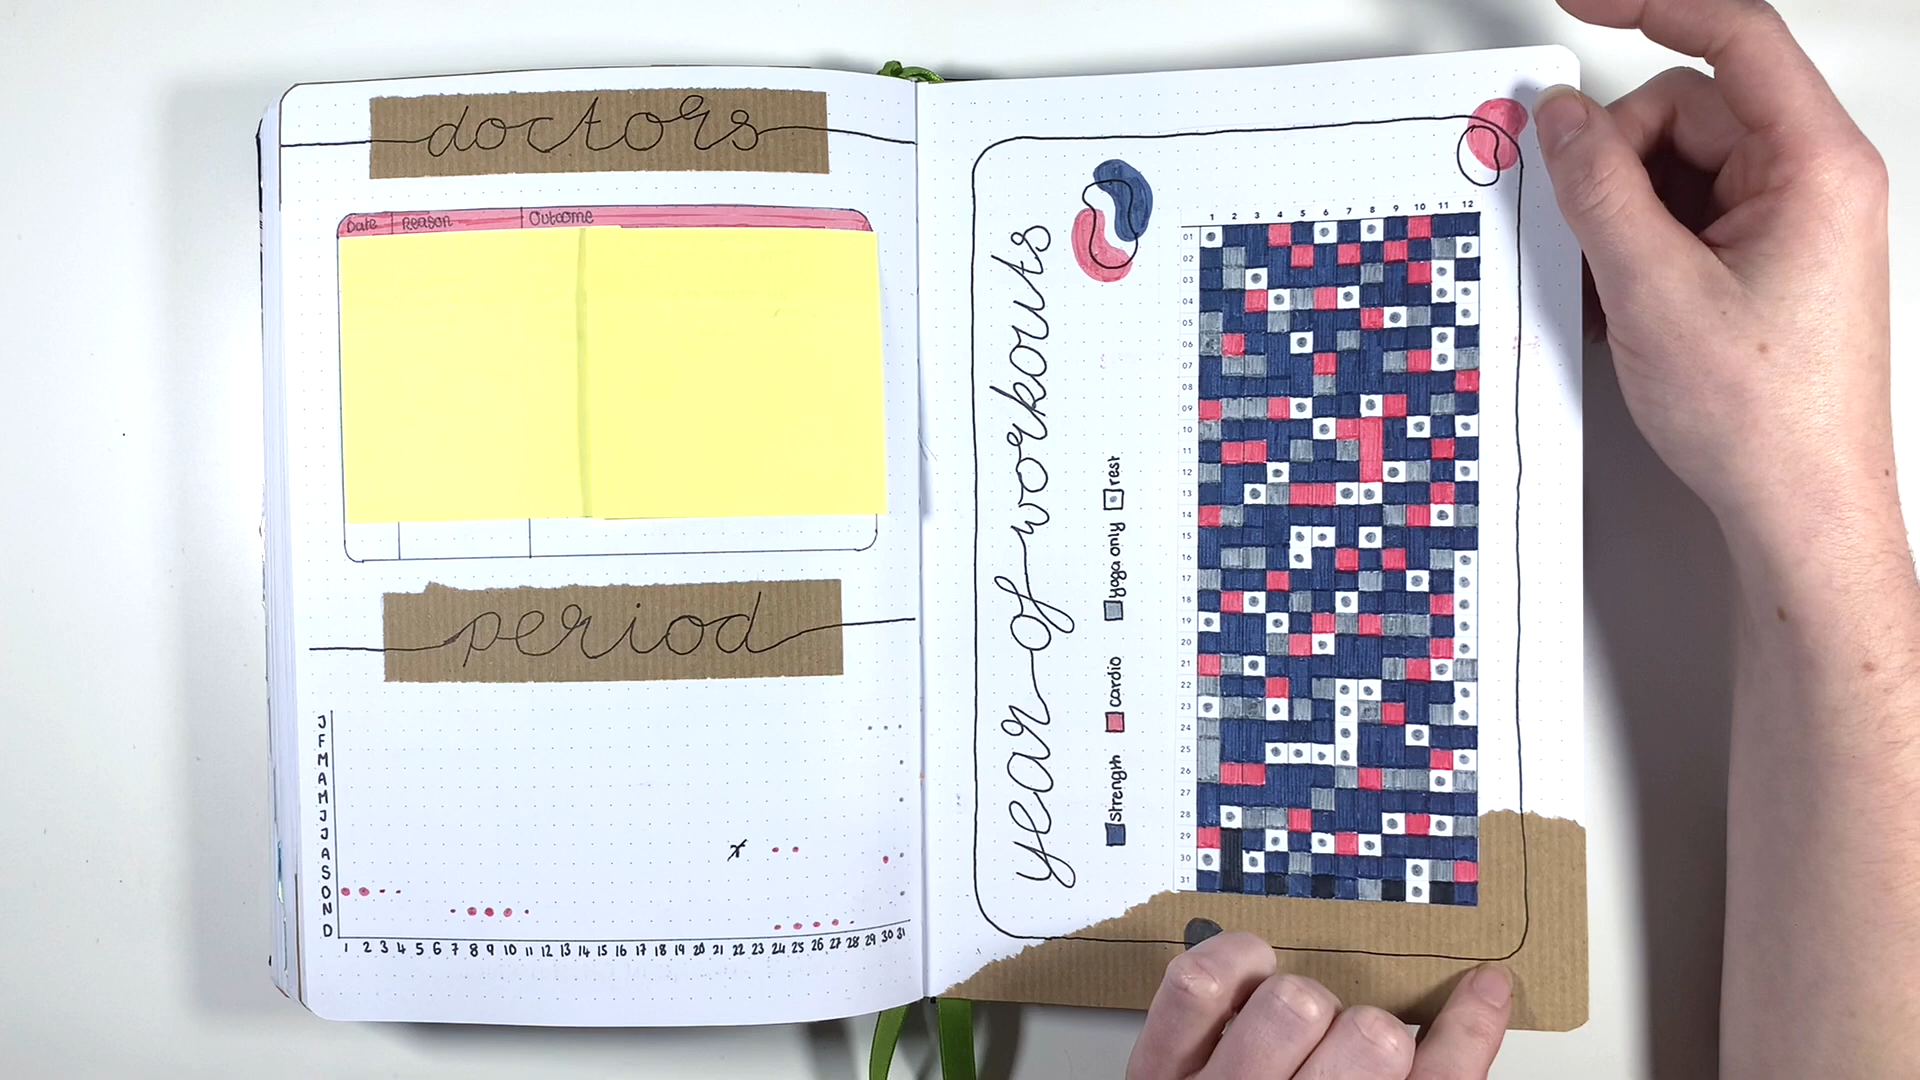 doctors
Date Reason Outcome
period
J
F
M
A
M
J
J
A
S
O
N
D
1 2 3 4 5 6 7 8 9 10 11 12 13 14 15 16 17 18 19 20 21 22 23 24 25 26 27 28 29 30 31
year of workouts
strength cardio yoga only rest
1 2 3 4 5 6 7 8 9 10 11 12
01
02
03
04
05
06
07
08
09
10
11
12
13
14
15
16
17
18
19
20
21
22
23
24
25
26
27
28
29
30
31